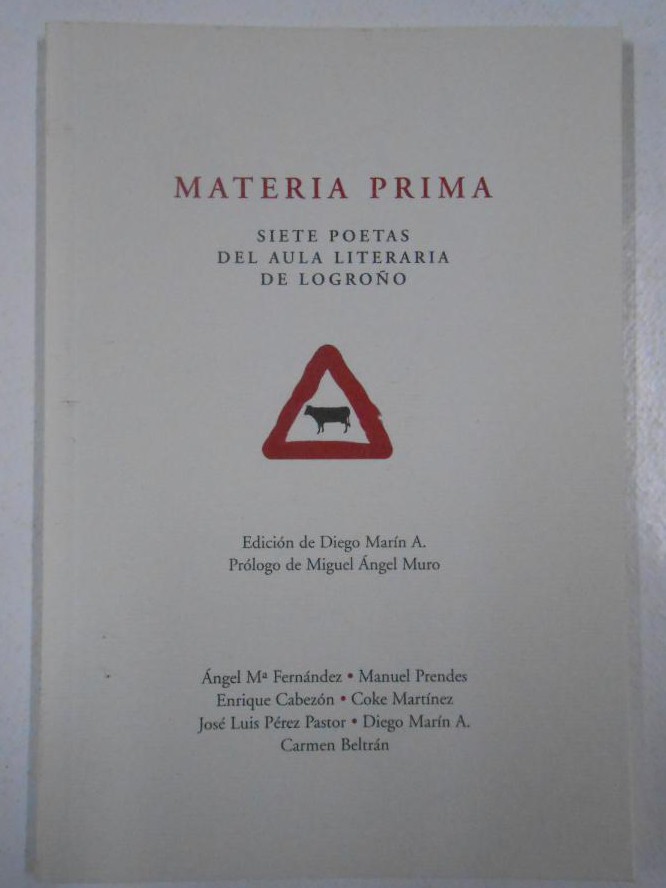 MATERIA PRIMA
SIETE POETAS
DEL AULA LITERARIA
DE LOGROÑO
Edición de Diego Marín A.
Prólogo de Miguel Ángel Muro
Ángel Mª Fernández • Manuel Prendes
Enrique Cabezón • Coke Martínez
José Luis Pérez Pastor • Diego Marín A.
Carmen Beltrán